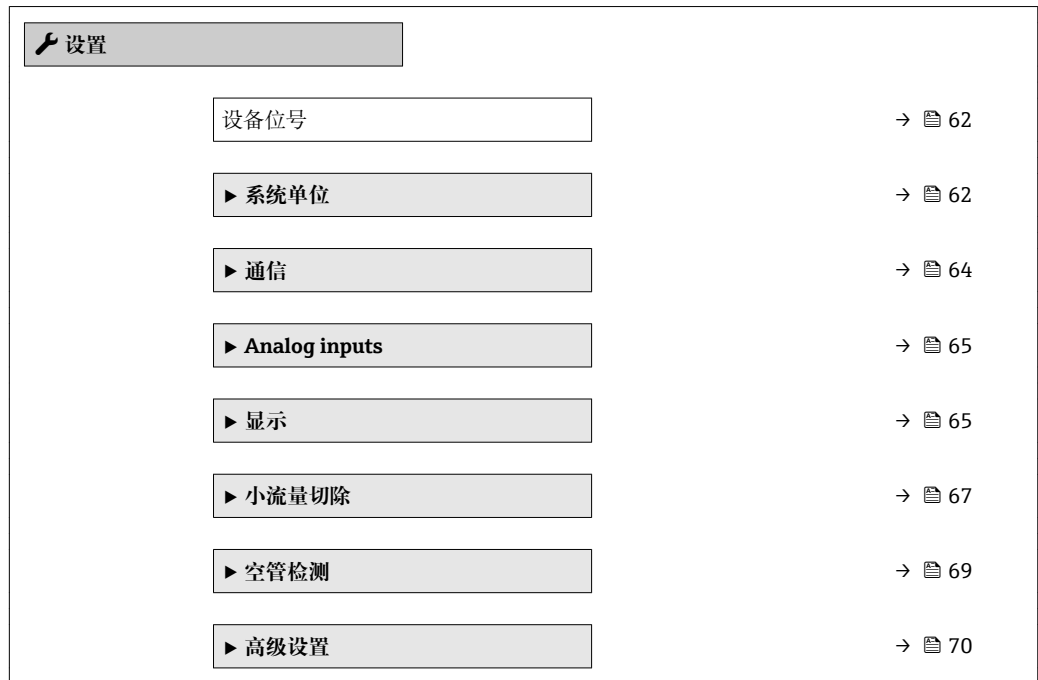 设置
设备位号 → 62
▶ 系统单位 → 62
▶ 通信 → 64
▶ Analog inputs → 65
▶ 显示 → 65
▶ 小流量切除 → 67
▶ 空管检测 → 69
▶ 高级设置 → 70